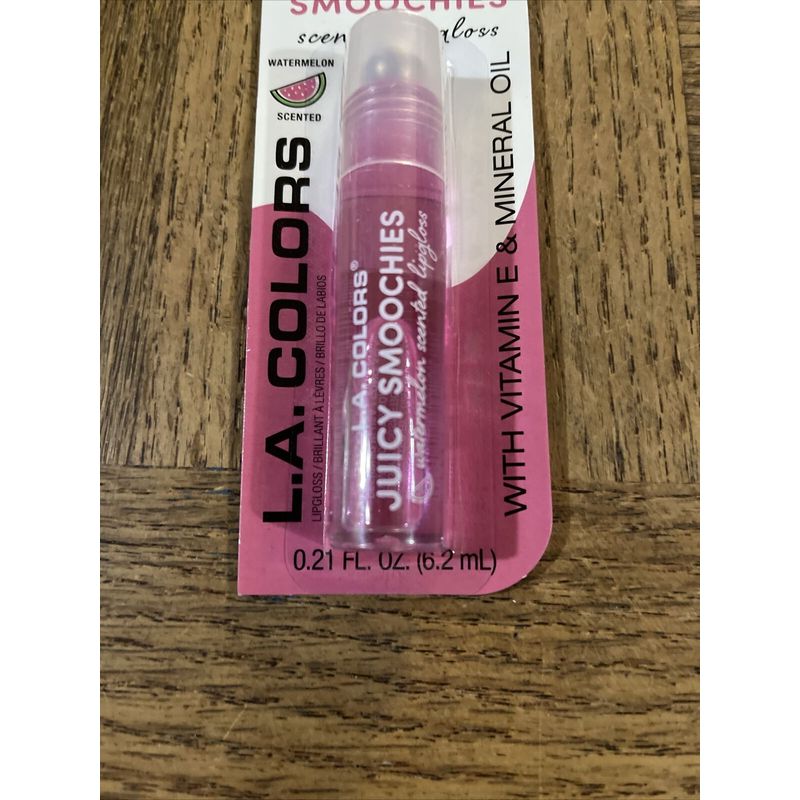 SMOOCHIES
gloss
WATERMELON
SCENTED
L.A. COLORS
LIPGLOSS / BRILLANT À LÈVRES / BRILLO DE LABIOS
L.A. COLORS®
JUICY SMOOCHIES
watermelon scented lipgloss
WITH VITAMIN E & MINERAL OIL
0.21 FL. OZ. (6.2 mL)